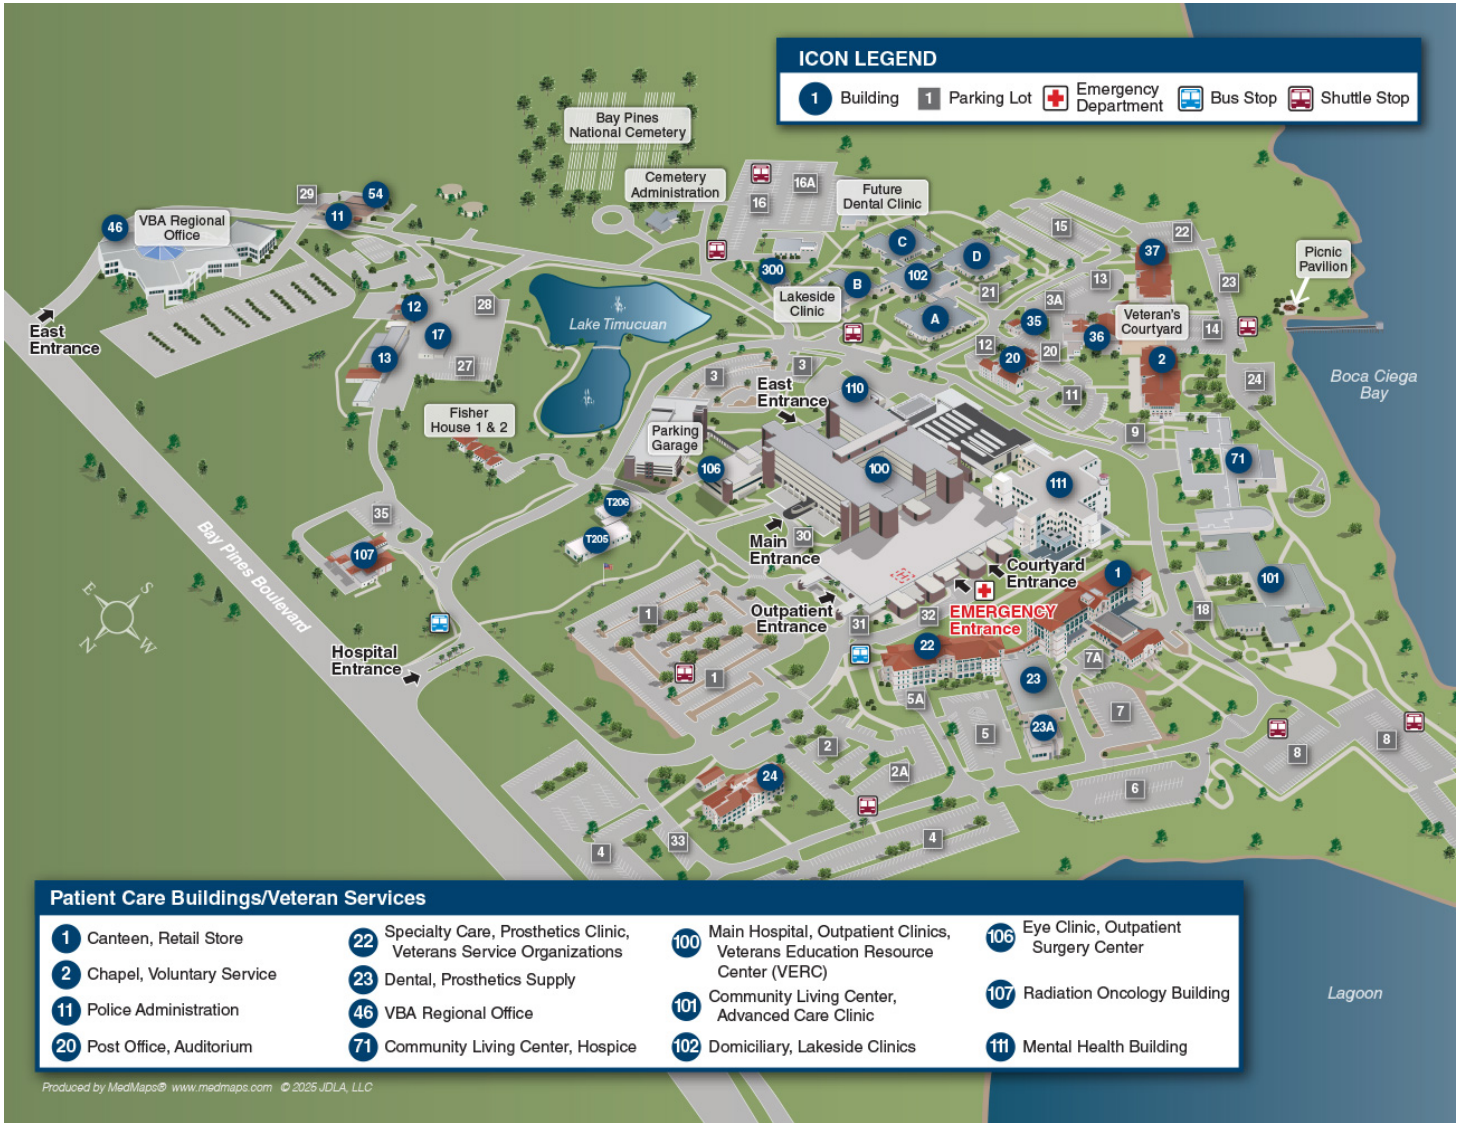 ICON LEGEND
1 Building
1 Parking Lot
Emergency
Department
Bus Stop
Shuttle Stop
Bay Pines
National Cemetery
Cemetery
Administration
Future
Dental Clinic
16A
16
15
22
37
29
54
11
46
VBA Regional
Office
C
D
102
B
A
300
Lakeside
Clinic
21
13
3A
23
Picnic
Pavilion
East
Entrance
12
17
28
13
27
Lake Timucuan
35
36
Veteran's
Courtyard
14
12
20
20
2
24
11
Boca Ciega
Bay
3
3
East
Entrance
110
9
Fisher
House 1 & 2
Parking
Garage
106
100
111
71
T206
T205
35
107
Main
Entrance
30
Courtyard
Entrance
Outpatient
Entrance
EMERGENCY
Entrance
H
1
101
18
Bay Pines Boulevard
E
S
N
W
Hospital
Entrance
1
1
31
32
22
7A
5A
23
23A
5
7
2
2A
24
6
8
8
4
4
33
Patient Care Buildings/Veteran Services
1 Canteen, Retail Store
2 Chapel, Voluntary Service
11 Police Administration
20 Post Office, Auditorium
22 Specialty Care, Prosthetics Clinic,
Veterans Service Organizations
23 Dental, Prosthetics Supply
46 VBA Regional Office
71 Community Living Center, Hospice
100 Main Hospital, Outpatient Clinics,
Veterans Education Resource
Center (VERC)
101 Community Living Center,
Advanced Care Clinic
102 Domiciliary, Lakeside Clinics
106 Eye Clinic, Outpatient
Surgery Center
107 Radiation Oncology Building
111 Mental Health Building
Lagoon
Produced by MedMaps® www.medmaps.com © 2025 JDLA, LLC